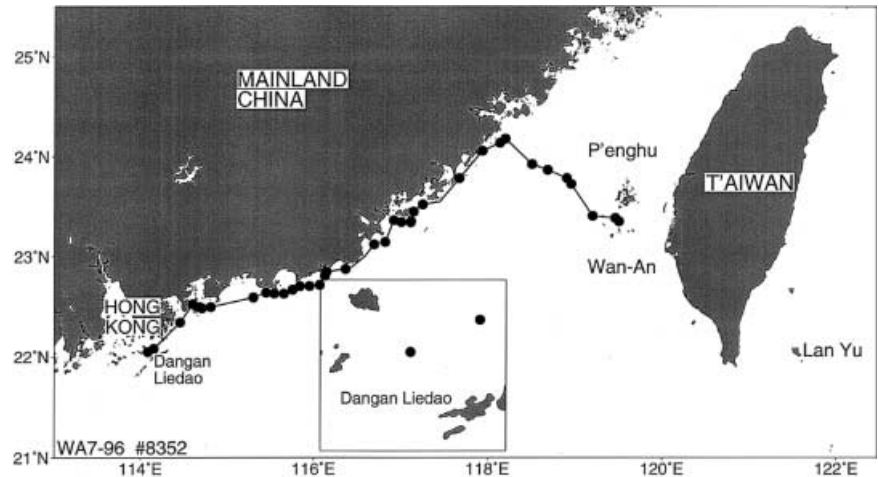 25°N
MAINLAND
CHINA
24°N
P'enghu
T'AIWAN
23°N
Wan-An
HONG
KONG
22°N
Dangan
Liedao
Dangan Liedao
Lan Yu
WA7-96 #8352
21°N
114°E
116°E
118°E
120°E
122°E